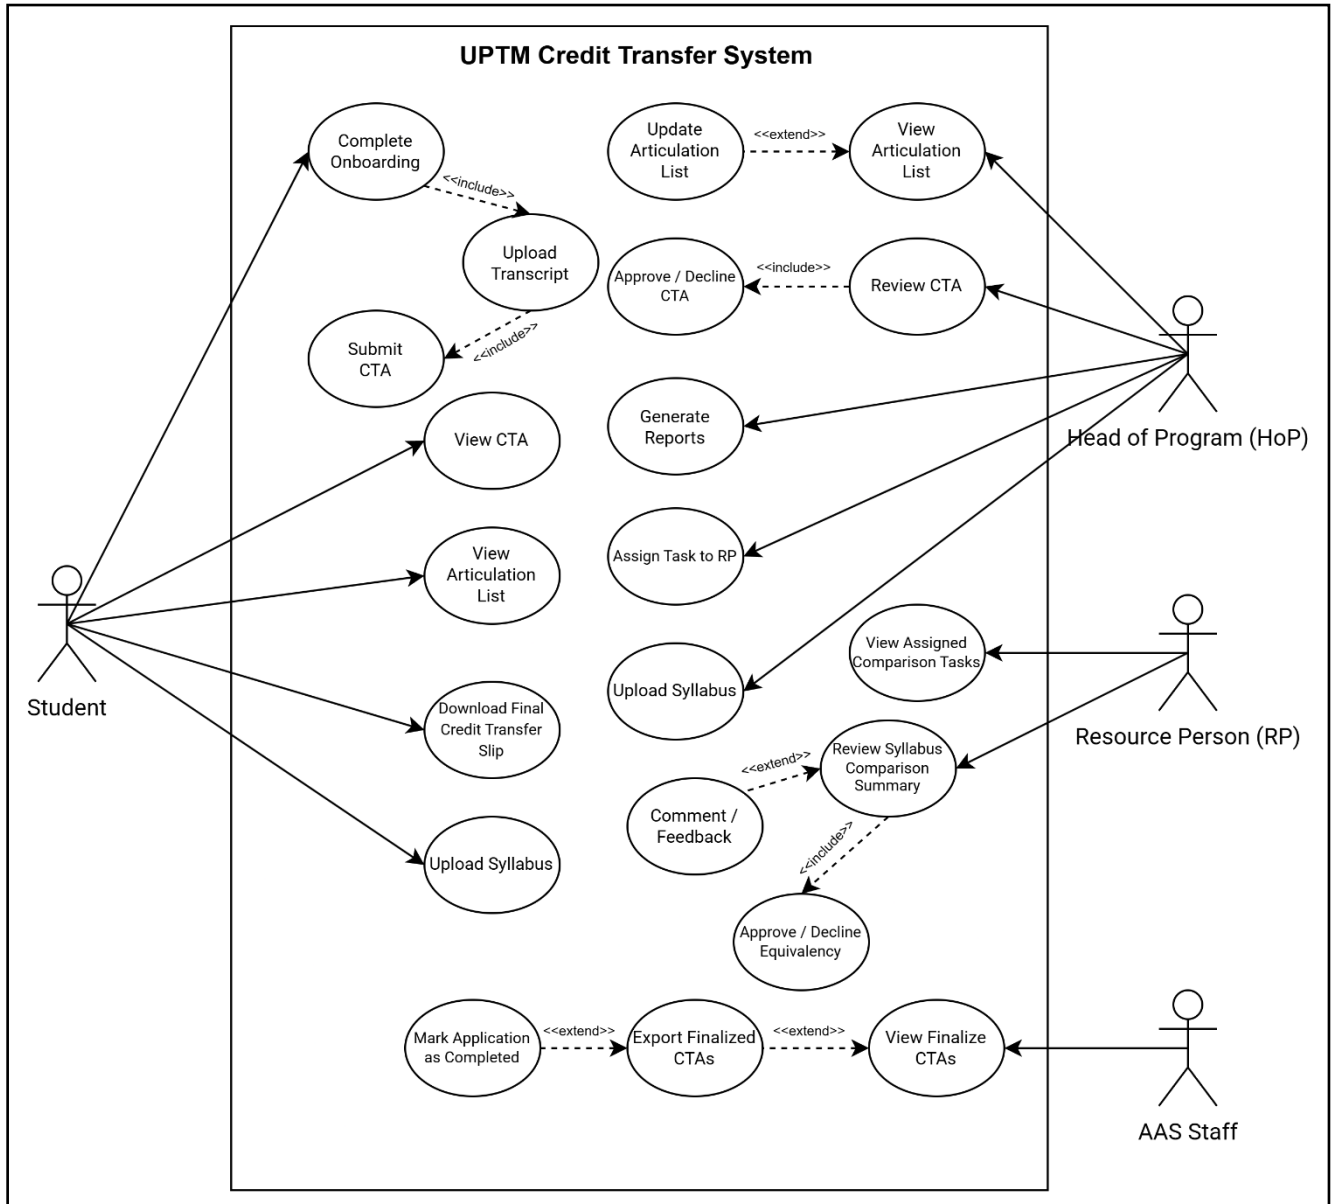 UPTM Credit Transfer System
Complete
Onboarding
<<include>>
Upload
Transcript
<<include>>
Submit
CTA
View CTA
View
Articulation
List
Download Final
Credit Transfer
Slip
Upload Syllabus
Student
Update
Articulation
List
<<extend>>
View
Articulation
List
Approve / Decline
CTA
<<include>>
Review CTA
Generate
Reports
Assign Task to RP
Upload Syllabus
Head of Program (HoP)
View Assigned
Comparison Tasks
Review Syllabus
Comparison
Summary
<<extend>>
Comment /
Feedback
<<include>>
Approve / Decline
Equivalency
Resource Person (RP)
Mark Application
as Completed
<<extend>>
Export Finalized
CTAs
<<extend>>
View Finalize
CTAs
AAS Staff